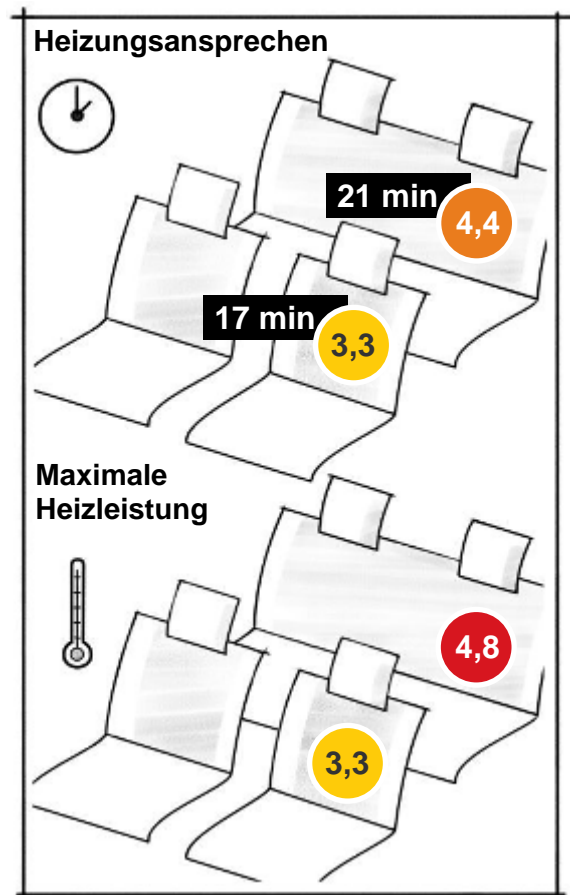 Heizungsansprechen
21 min
4,4
17 min
3,3
Maximale
Heizleistung
4,8
3,3